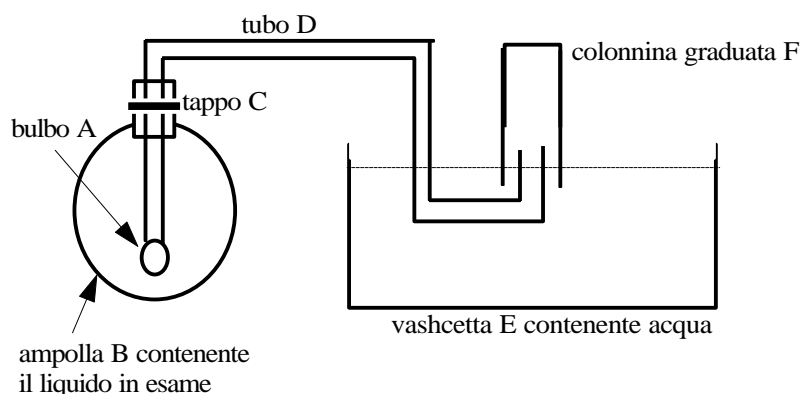 tubo D
colonnina graduata F
tappo C
bulbo A
vashcetta E contenente acqua
ampolla B contenente
il liquido in esame